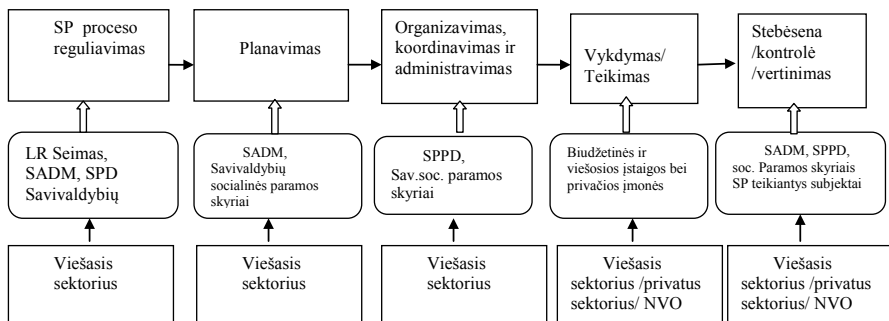 SP proceso
reguliavimas
Planavimas
Organizavimas,
koordinavimas ir
administravimas
Vykdymas/
Teikimas
Stebėsena
/kontrolė
/vertinimas
LR Seimas,
SADM, SPD
Savivaldybių
SADM,
Savivaldybių
socialinės paramos
skyriai
SPPD,
Sav.soc. paramos
skyriai
Biudžetinės ir
viešosios įstaigos bei
privačios įmonės
SADM, SPPD,
soc. Paramos skyriais
SP teikiantys subjektai
Viešasis
sektorius
Viešasis
sektorius
Viešasis
sektorius
Viešasis
sektorius /privatus
sektorius/ NVO
Viešasis
sektorius /privatus
sektorius/ NVO